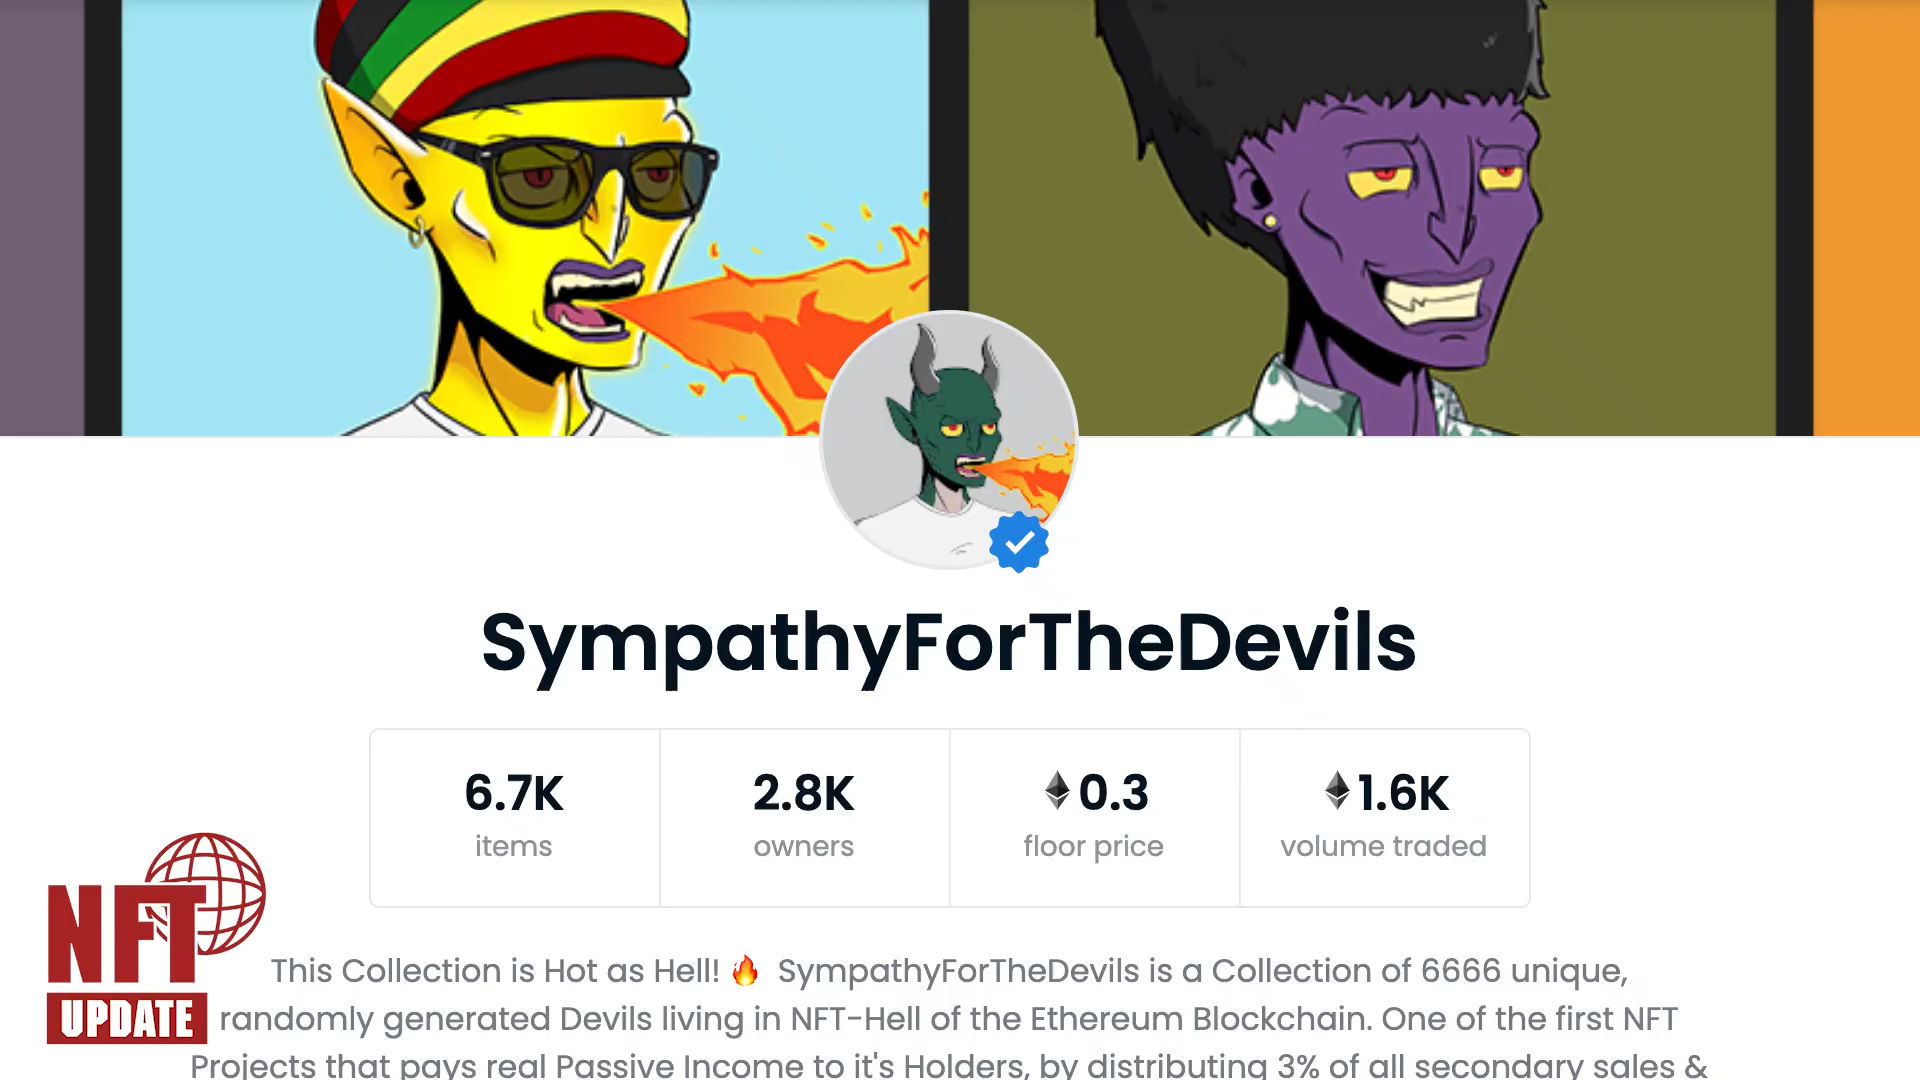 SympathyForTheDevils
6.7K
2.8K
0.3
1.6K
items
owners
floor price
volume traded
NFT
UPDATE
This Collection is Hot as Hell! 🔥 SympathyForTheDevils is a Collection of 6666 unique,
randomly generated Devils living in NFT-Hell of the Ethereum Blockchain. One of the first NFT
Projects that pays real Passive Income to it's Holders, by distributing 3% of all secondary sales &